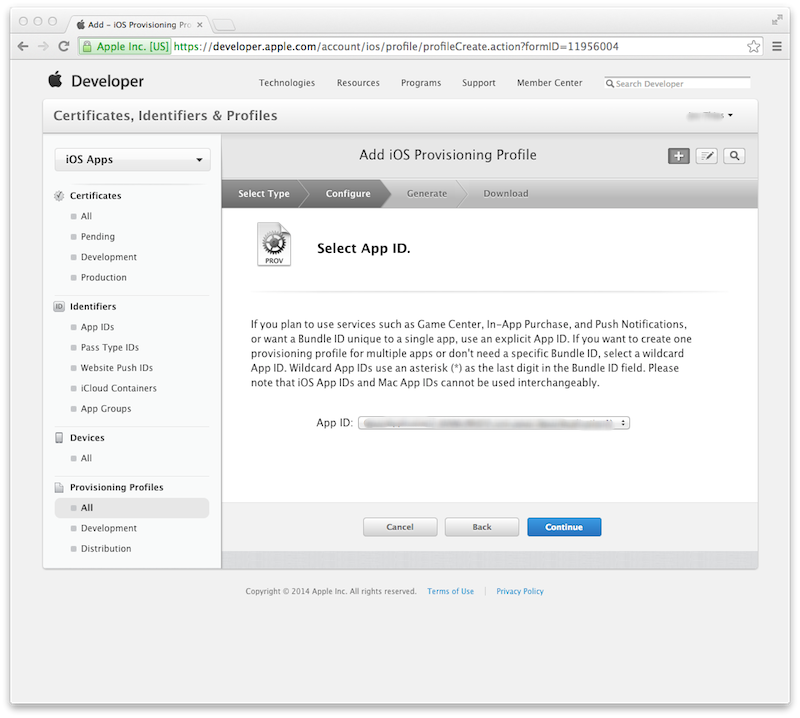 Add – iOS Provisioning Pro
Apple Inc. [US] https://developer.apple.com/account/ios/profile/profileCreate.action?formID=11956004
Developer
Technologies Resources Programs Support Member Center Search Developer
Certificates, Identifiers & Profiles
iOS Apps
Add iOS Provisioning Profile
Select Type Configure Generate Download
Certificates
All
Pending
Development
Production
Identifiers
App IDs
Pass Type IDs
Website Push IDs
iCloud Containers
App Groups
Devices
All
Provisioning Profiles
All
Development
Distribution
PROV
Select App ID.
If you plan to use services such as Game Center, In-App Purchase, and Push Notifications,
or want a Bundle ID unique to a single app, use an explicit App ID. If you want to create one
provisioning profile for multiple apps or don't need a specific Bundle ID, select a wildcard
App ID. Wildcard App IDs use an asterisk (*) as the last digit in the Bundle ID field. Please
note that iOS App IDs and Mac App IDs cannot be used interchangeably.
App ID:
Cancel Back Continue
Copyright © 2014 Apple Inc. All rights reserved. Terms of Use Privacy Policy